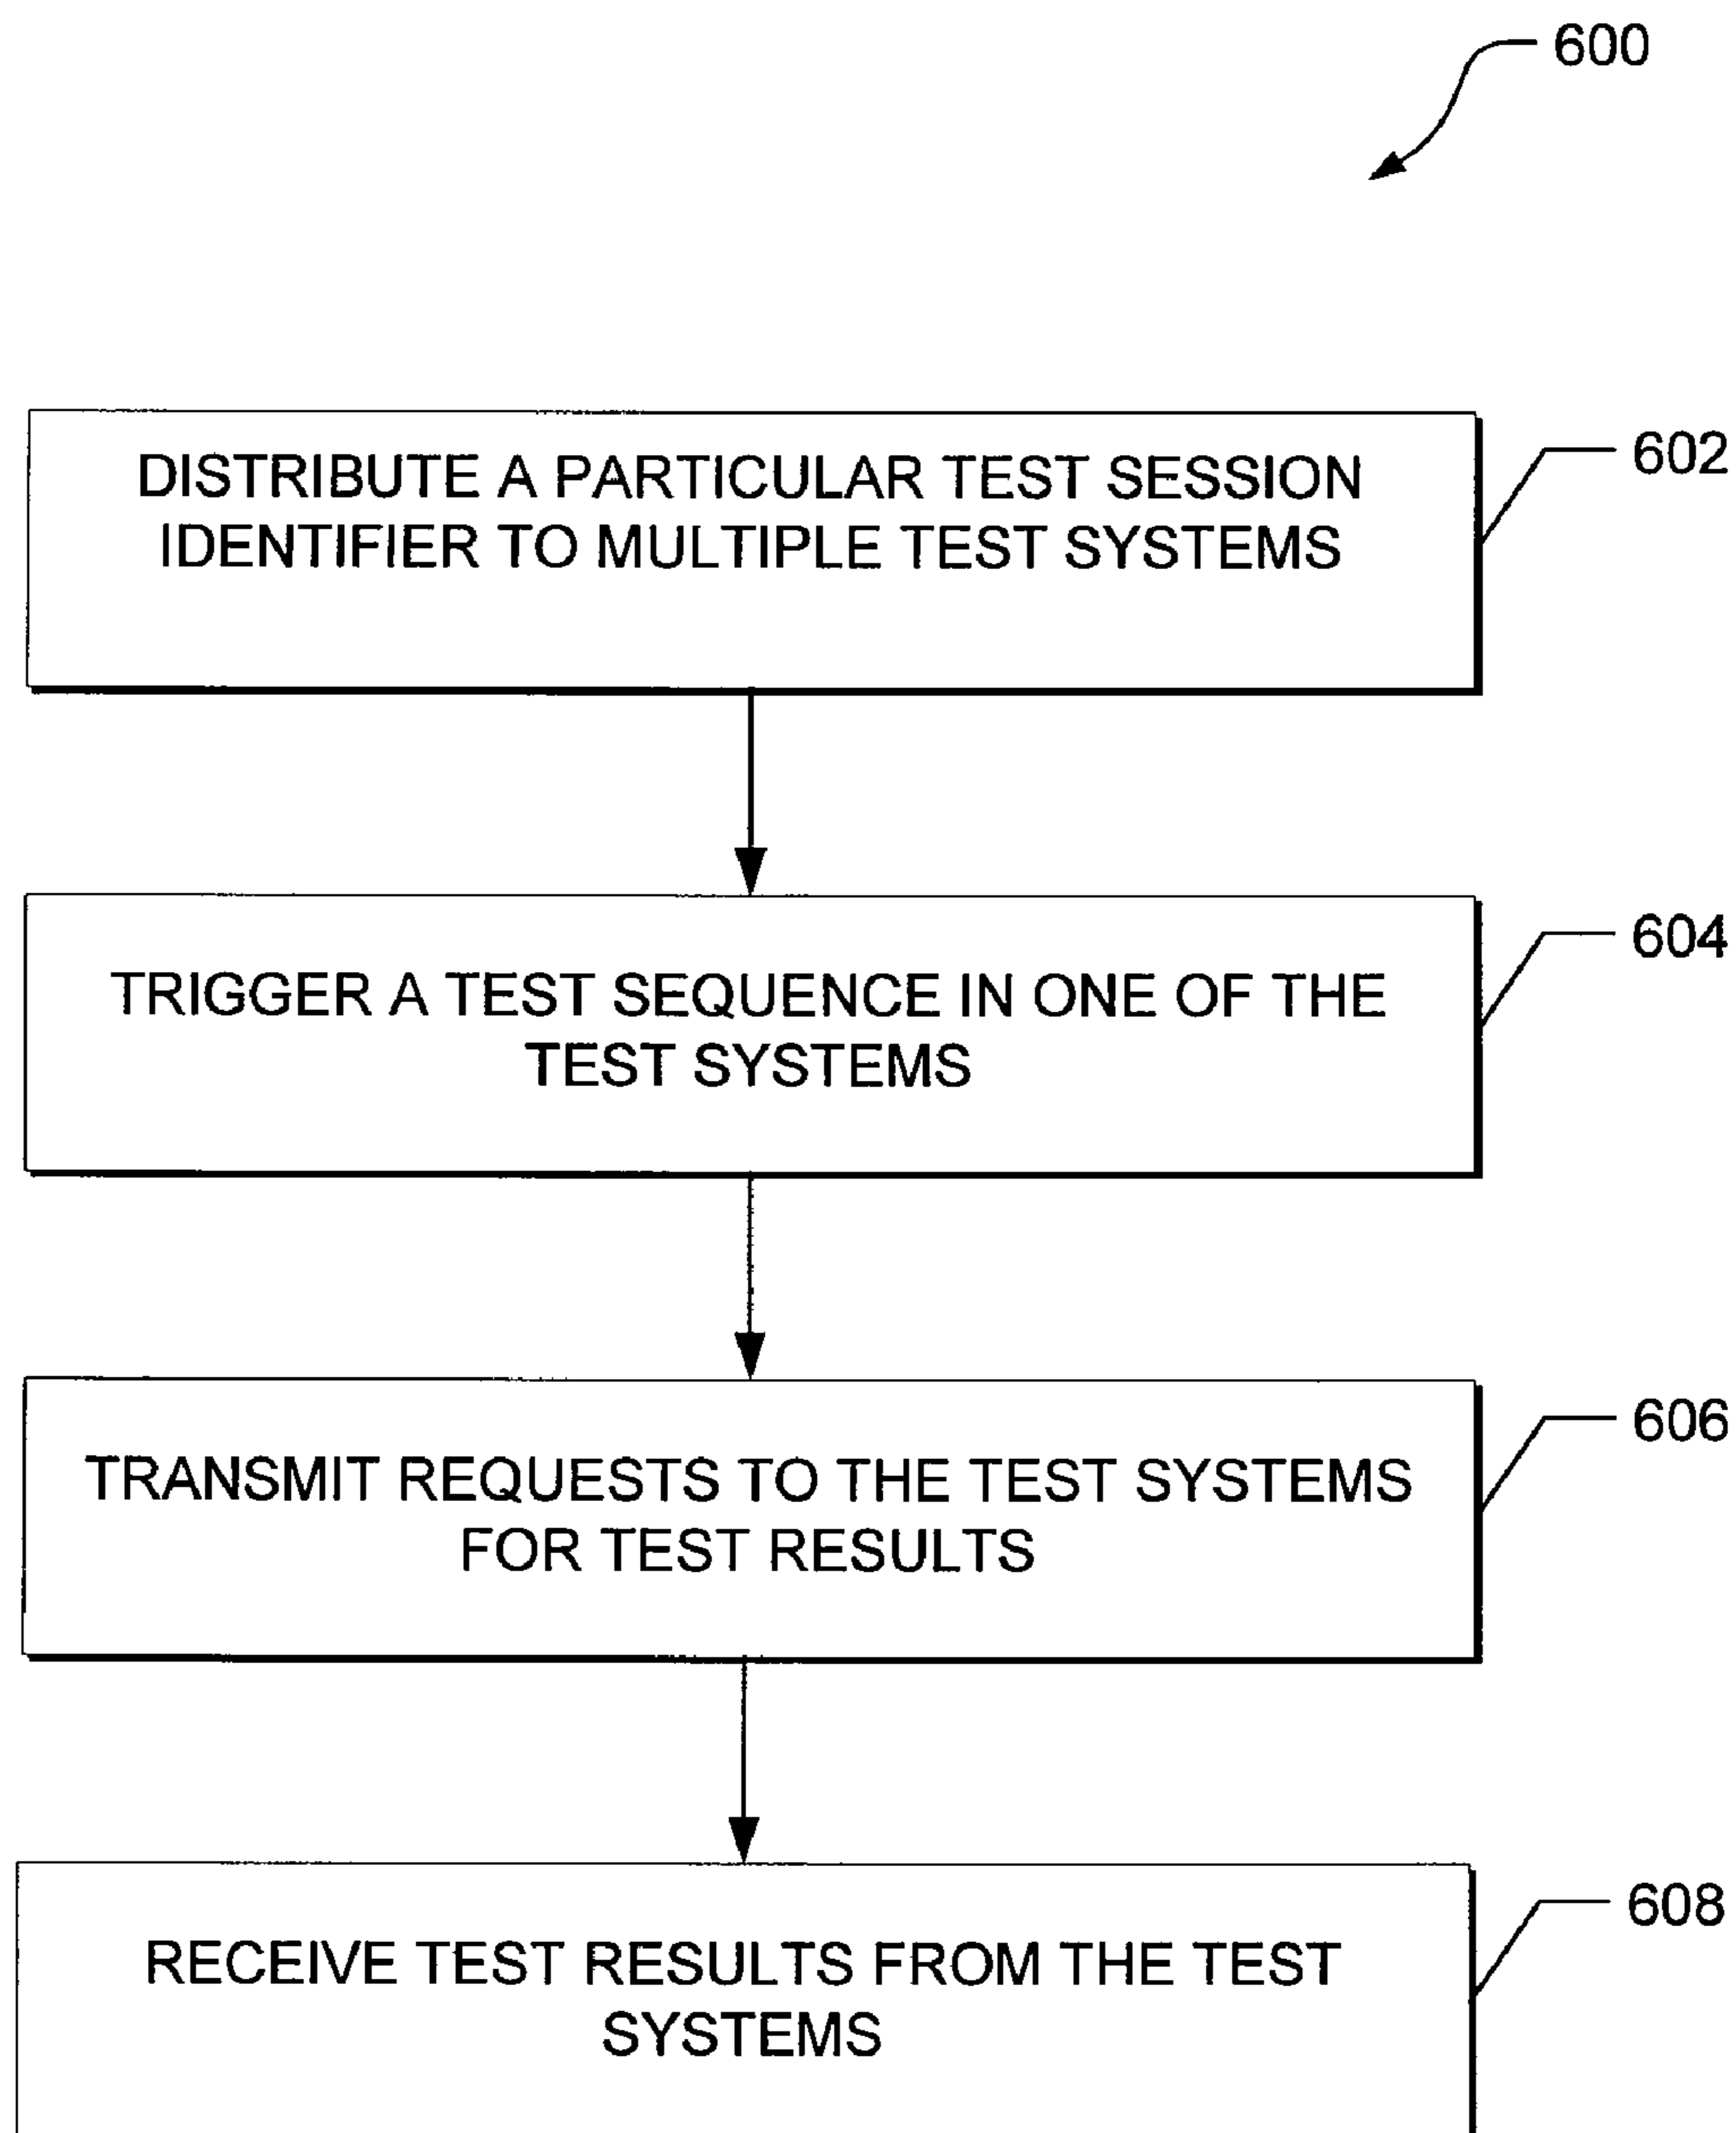 600
DISTRIBUTE A PARTICULAR TEST SESSION
IDENTIFIER TO MULTIPLE TEST SYSTEMS
602
TRIGGER A TEST SEQUENCE IN ONE OF THE
TEST SYSTEMS
604
TRANSMIT REQUESTS TO THE TEST SYSTEMS
FOR TEST RESULTS
606
RECEIVE TEST RESULTS FROM THE TEST
SYSTEMS
608